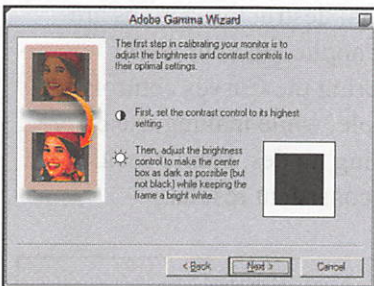 Adobe Gamma Wizard
The first step in calibrating your monitor is to
adjust the brightness and contrast controls to
their optimal settings.
First, set the contrast control to its highest
setting.
Then, adjust the brightness
control to make the center
box as dark as possible (but
not black) while keeping the
frame a bright white.
< Back
Next >
Cancel